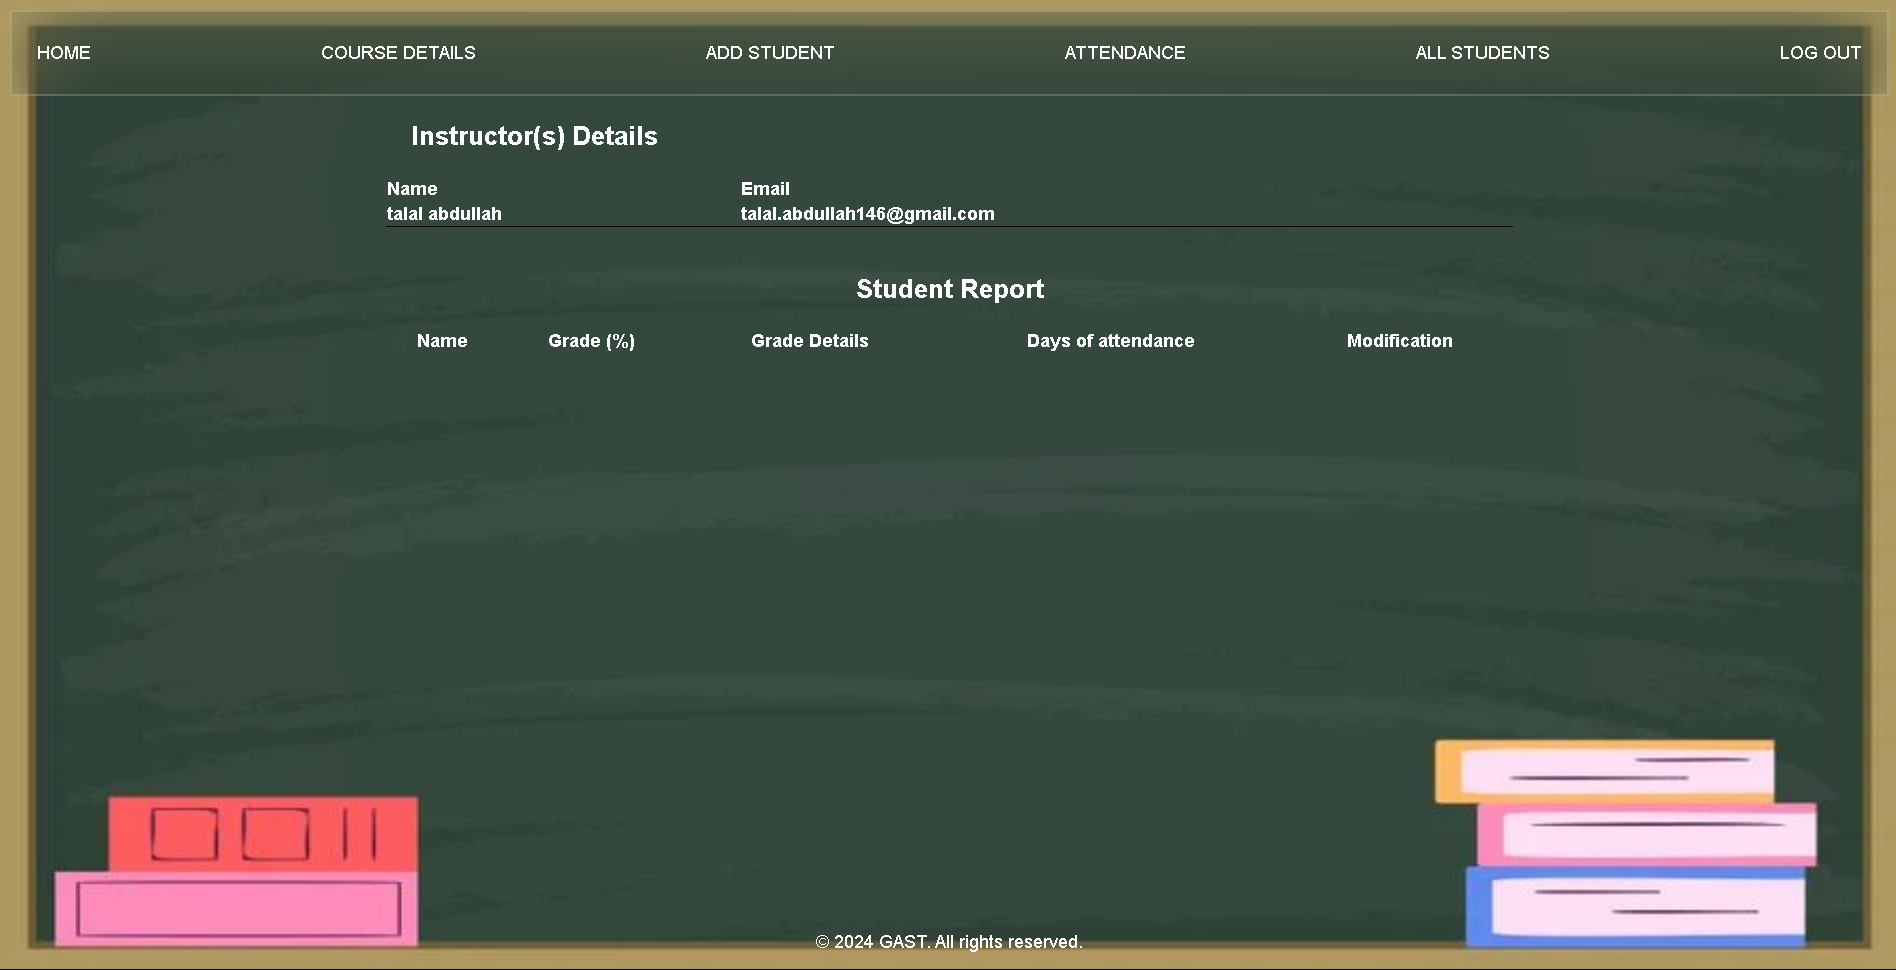 HOME COURSE DETAILS ADD STUDENT ATTENDANCE ALL STUDENTS LOG OUT
Instructor(s) Details
Name Email
talal abdullah talal.abdullah146@gmail.com
Student Report
Name Grade (%) Grade Details Days of attendance Modification
© 2024 GAST. All rights reserved.